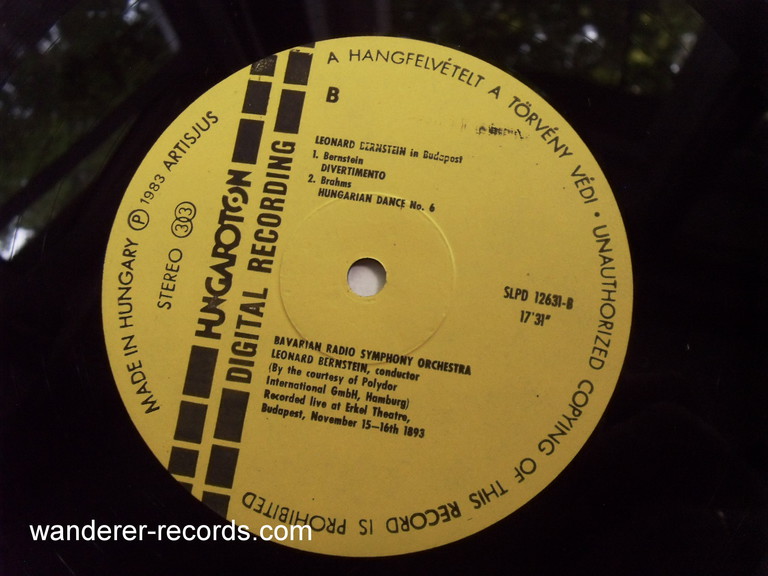 A HANGFELVÉTELT A TÖRVÉNY VÉDI • UNAUTHORIZED COPYING OF THIS RECORD IS PROHIBITED
MADE IN HUNGARY Ⓟ 1983 ARTISJUS
STEREO 33
HUNGAROTON
DIGITAL RECORDING
B
LEONARD BERNSTEIN in Budapest
1. Bernstein
DIVERTIMENTO
2. Brahms
HUNGARIAN DANCE No. 6
SLPD 12631-B
17'31"
BAVARIAN RADIO SYMPHONY ORCHESTRA
LEONARD BERNSTEIN, conductor
(By the courtesy of Polydor
International GmbH, Hamburg)
Recorded live at Erkel Theatre,
Budapest, November 15—16th 1893
wanderer-records.com